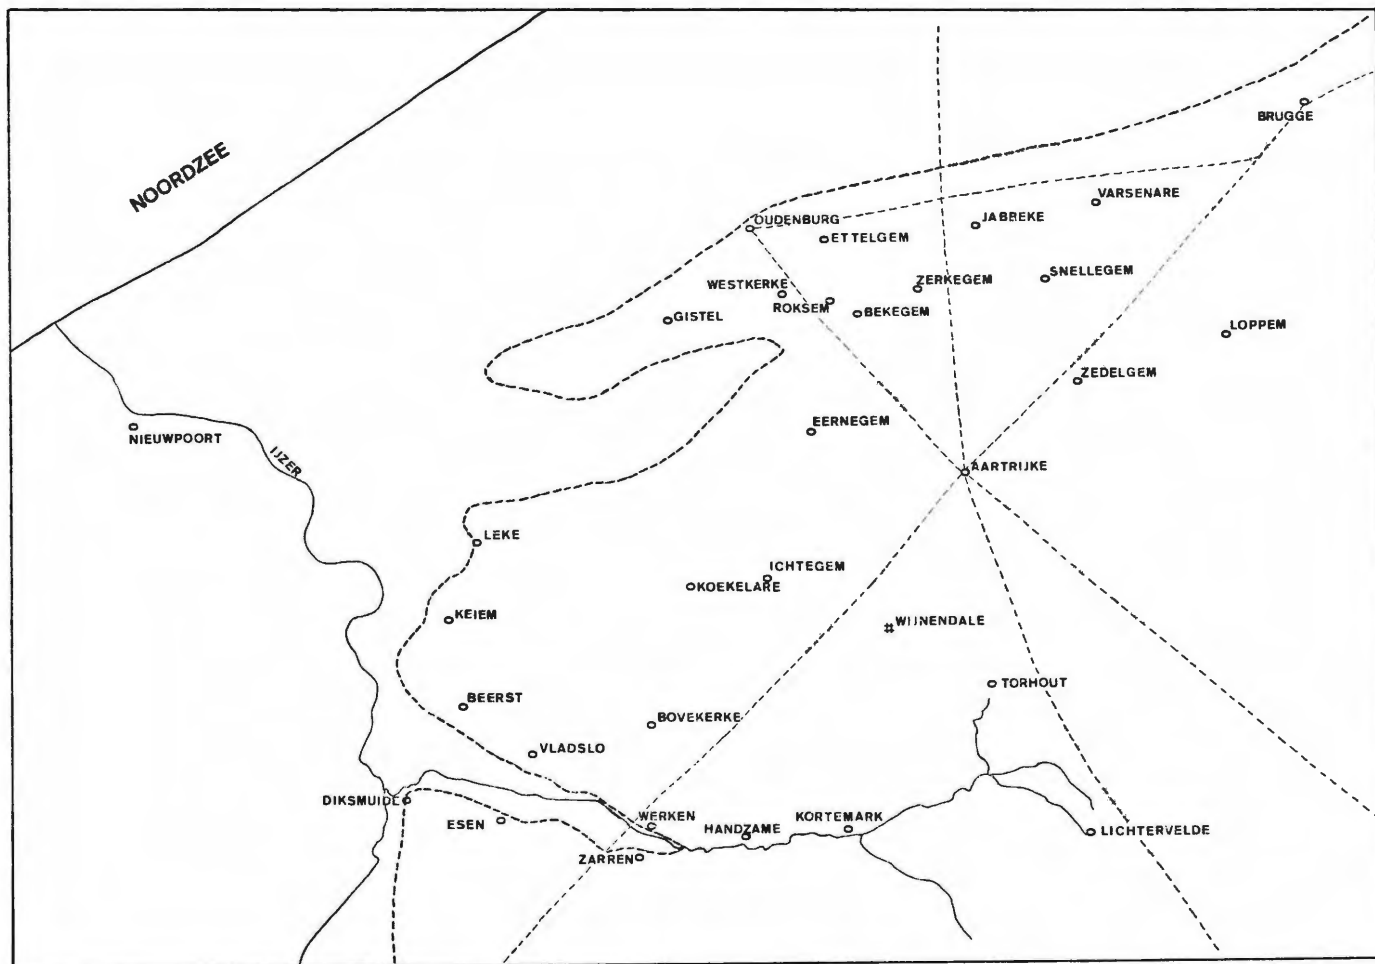 NOORDZEE
BRUGGE
VARSENARE
OUDENBURG
JABBEKE
ETTELGEM
SNELLEGEM
WESTKERKE
ZERKEGEM
ROKSEM
BEKEGEM
GISTEL
LOPPEM
ZEDELGEM
EERNEGEM
NIEUWPOORT
IJZER
AARTRIJKE
LEKE
ICHTEGEM
KOEKELARE
KEIEM
WIJNENDALE
TORHOUT
BEERST
BOVEKERKE
VLADSLO
DIKSMUIDE
ESEN
WERKEN
HANDZAME
KORTEMARK
LICHTERVELDE
ZARREN